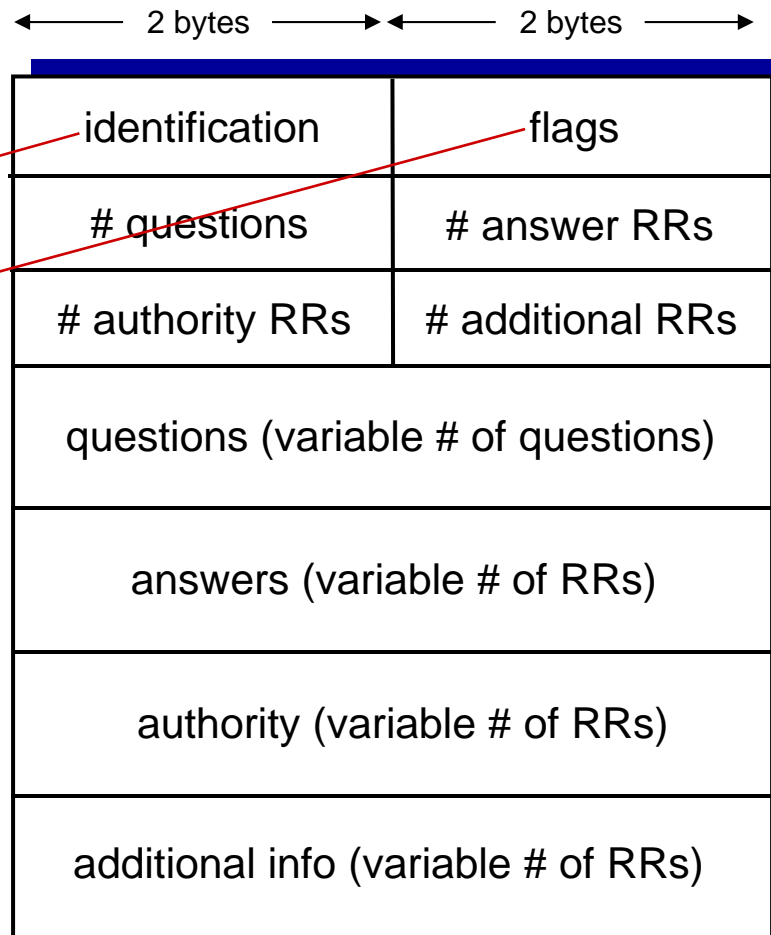 2 bytes 2 bytes
identification flags
# questions # answer RRs
# authority RRs # additional RRs
questions (variable # of questions)
answers (variable # of RRs)
authority (variable # of RRs)
additional info (variable # of RRs)